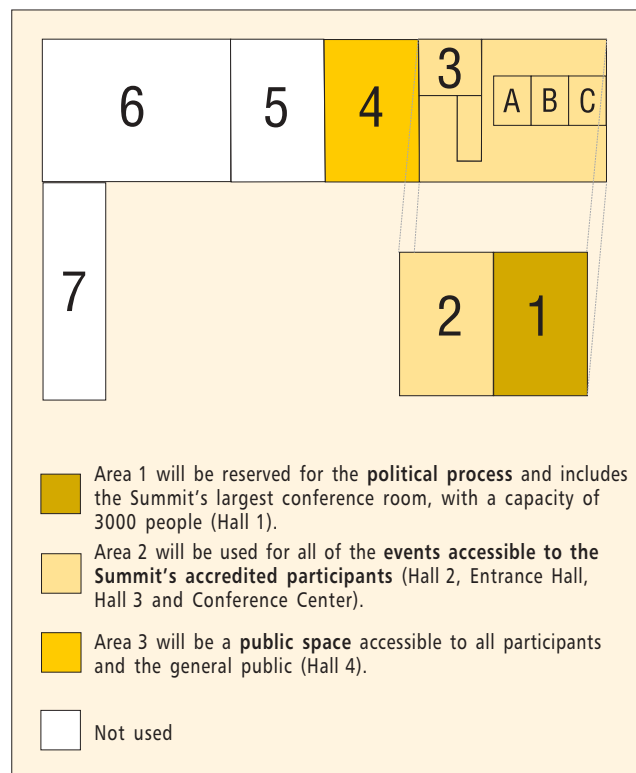 6
5
4
3
A B C
7
2
1
Area 1 will be reserved for the political process and includes
the Summit's largest conference room, with a capacity of
3000 people (Hall 1).
Area 2 will be used for all of the events accessible to the
Summit's accredited participants (Hall 2, Entrance Hall,
Hall 3 and Conference Center).
Area 3 will be a public space accessible to all participants
and the general public (Hall 4).
Not used